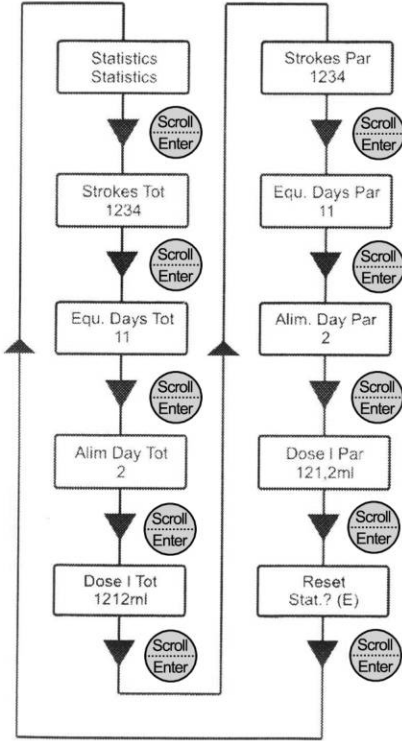 Statistics
Statistics
Scroll
Enter
Strokes Tot
1234
Scroll
Enter
Equ. Days Tot
11
Scroll
Enter
Alim Day Tot
2
Scroll
Enter
Dose I Tot
1212ml
Scroll
Enter
Strokes Par
1234
Scroll
Enter
Equ. Days Par
11
Scroll
Enter
Alim. Day Par
2
Scroll
Enter
Dose I Par
121,2ml
Scroll
Enter
Reset
Stat.? (E)
Scroll
Enter